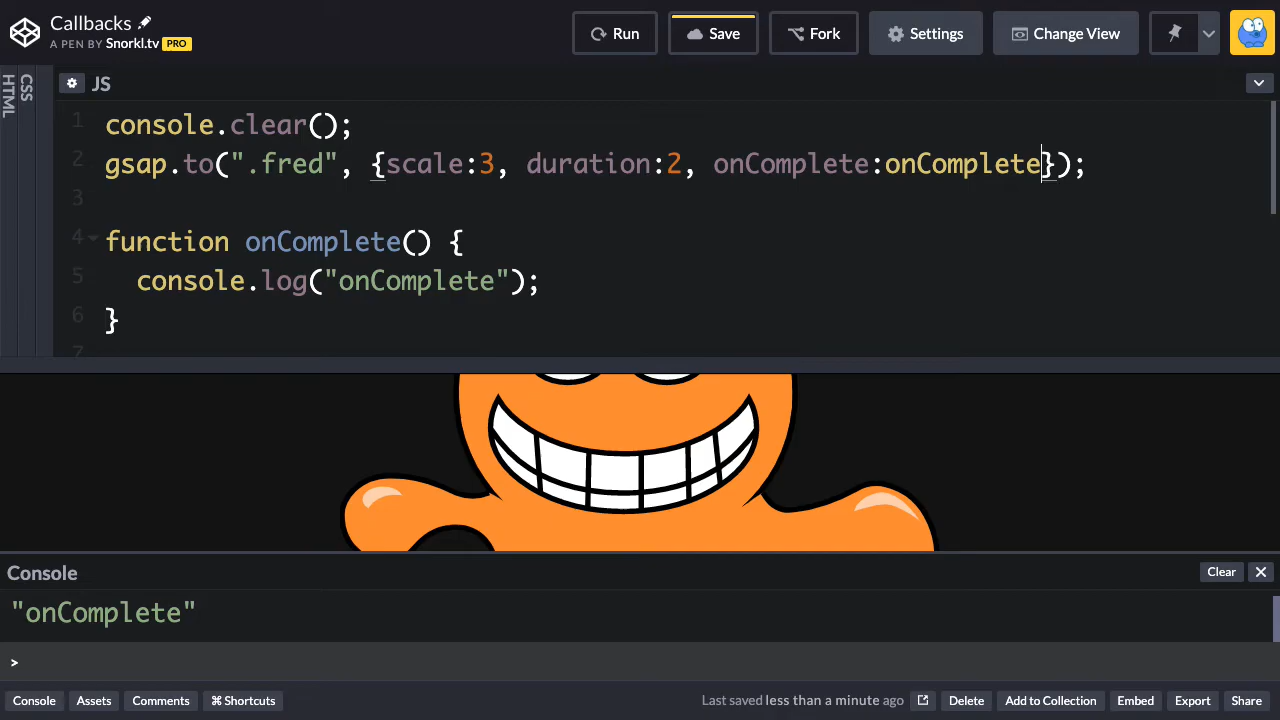 Callbacks
A PEN BY Snorkl.tv PRO
Run
Save
Fork
Settings
Change View
HTML
CSS
JS
1 console.clear();
2 gsap.to(".fred", {scale:3, duration:2, onComplete:onComplete});
3
4 function onComplete() {
5 console.log("onComplete");
6 }
7
Console
Clear
"onComplete"
>
Console
Assets
Comments
⌘ Shortcuts
Last saved less than a minute ago
Delete
Add to Collection
Embed
Export
Share